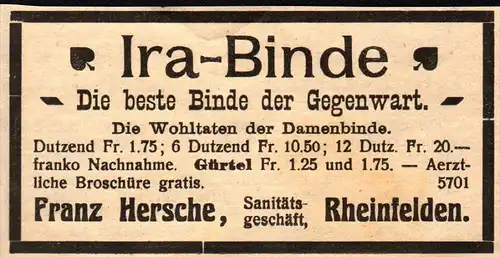 Ira-Binde
Die beste Binde der Gegenwart.
Die Wohltaten der Damenbinde.
Dutzend Fr. 1.75; 6 Dutzend Fr. 10.50; 12 Dutz. Fr. 20.—
franko Nachnahme. Gürtel Fr. 1.25 und 1.75. — Aerzt-
liche Broschüre gratis. 5701
Franz Hersche, Sanitäts-
geschäft, Rheinfelden.